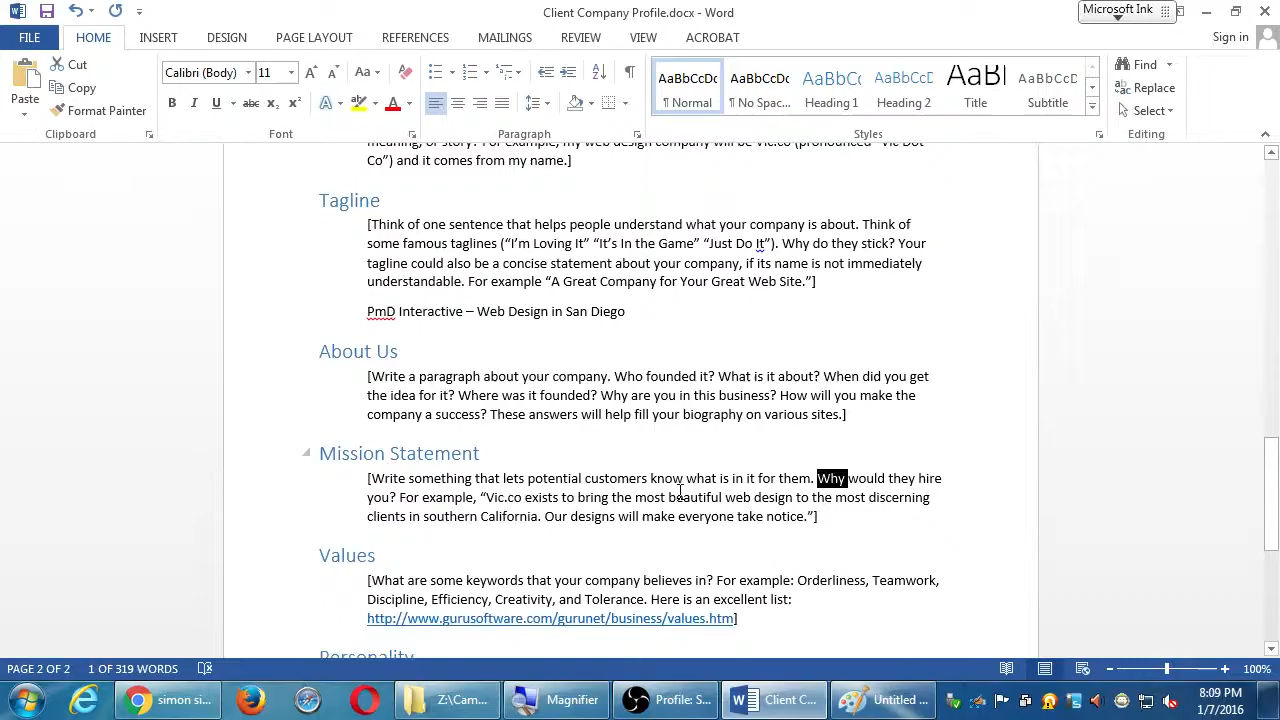 Client Company Profile.docx - Word
Microsoft Ink
FILE
HOME
INSERT
DESIGN
PAGE LAYOUT
REFERENCES
MAILINGS
REVIEW
VIEW
ACROBAT
Sign in
Paste
Cut
Copy
Format Painter
Calibri (Body)
11
AaBbCcDc
¶ Normal
AaBbCcDc
¶ No Spac...
AaBbCc
Heading 1
AaBbCcD
Heading 2
AaBl
Title
AaBbCcD
Subtitle
Find
Replace
Select
Clipboard
Font
Paragraph
Styles
Editing
meaning, or story? For Example, my web design company will be Vic.co (pronounced "Vic Dot
Co”) and it comes from my name.]
Tagline
[Think of one sentence that helps people understand what your company is about. Think of
some famous taglines (“I’m Loving It” “It’s In the Game” “Just Do It”). Why do they stick? Your
tagline could also be a concise statement about your company, if its name is not immediately
understandable. For example “A Great Company for Your Great Web Site.”]
PmD Interactive – Web Design in San Diego
About Us
[Write a paragraph about your company. Who founded it? What is it about? When did you get
the idea for it? Where was it founded? Why are you in this business? How will you make the
company a success? These answers will help fill your biography on various sites.]
Mission Statement
[Write something that lets potential customers know what is in it for them. Why would they hire
you? For example, “Vic.co exists to bring the most beautiful web design to the most discerning
clients in southern California. Our designs will make everyone take notice.”]
Values
[What are some keywords that your company believes in? For example: Orderliness, Teamwork,
Discipline, Efficiency, Creativity, and Tolerance. Here is an excellent list:
http://www.gurusoftware.com/gurunet/business/values.htm]
Personality
PAGE 2 OF 2
1 OF 319 WORDS
100%
simon si...
Z:\Cam...
Magnifier
Profile: S...
Client C...
Untitled ...
8:09 PM
1/7/2016